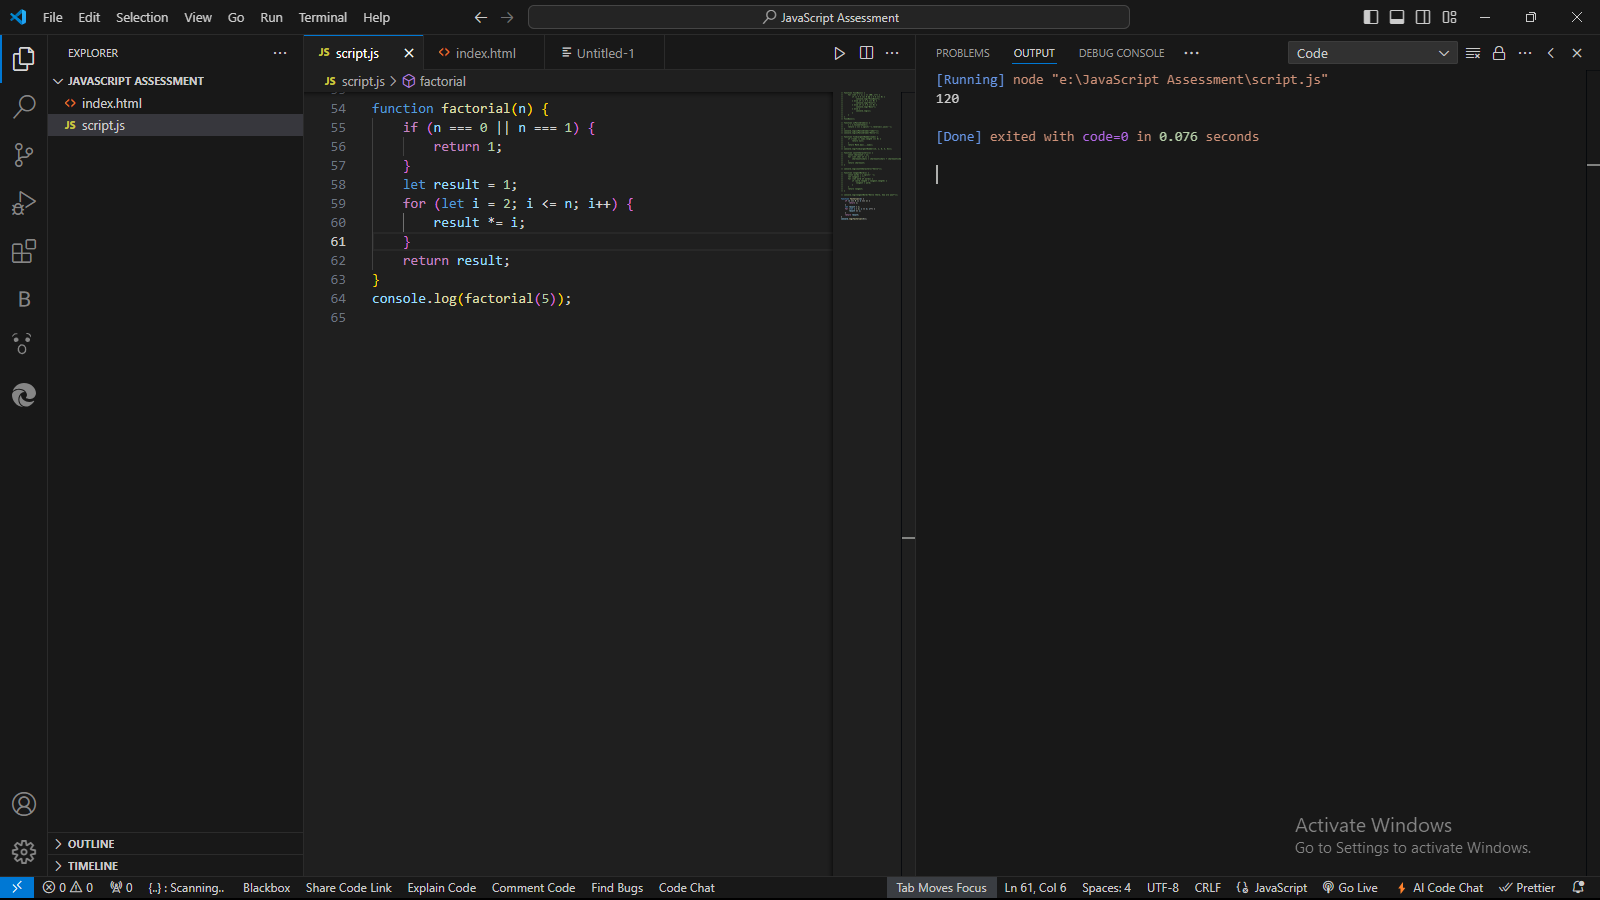 File Edit Selection View Go Run Terminal Help
JavaScript Assessment
EXPLORER
JAVASCRIPT ASSESSMENT
index.html
JS script.js
OUTLINE
TIMELINE
JS script.js
index.html
Untitled-1
JS script.js > factorial
54 function factorial(n) {
55 if (n === 0 || n === 1) {
56 return 1;
57 }
58 let result = 1;
59 for (let i = 2; i <= n; i++) {
60 result *= i;
61 }
62 return result;
63 }
64 console.log(factorial(5));
65
PROBLEMS OUTPUT DEBUG CONSOLE
Code
[Running] node "e:\JavaScript Assessment\script.js"
120
[Done] exited with code=0 in 0.076 seconds
Activate Windows
Go to Settings to activate Windows.
0 0 0 {..} : Scanning.. Blackbox Share Code Link Explain Code Comment Code Find Bugs Code Chat Tab Moves Focus Ln 61, Col 6 Spaces: 4 UTF-8 CRLF JavaScript Go Live AI Code Chat Prettier